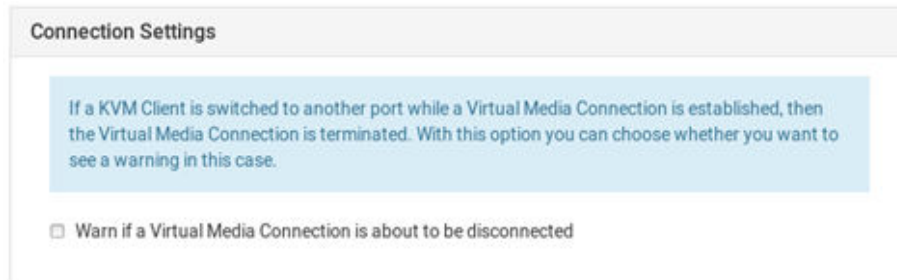 Connection Settings
If a KVM Client is switched to another port while a Virtual Media Connection is established, then
the Virtual Media Connection is terminated. With this option you can choose whether you want to
see a warning in this case.
Warn if a Virtual Media Connection is about to be disconnected